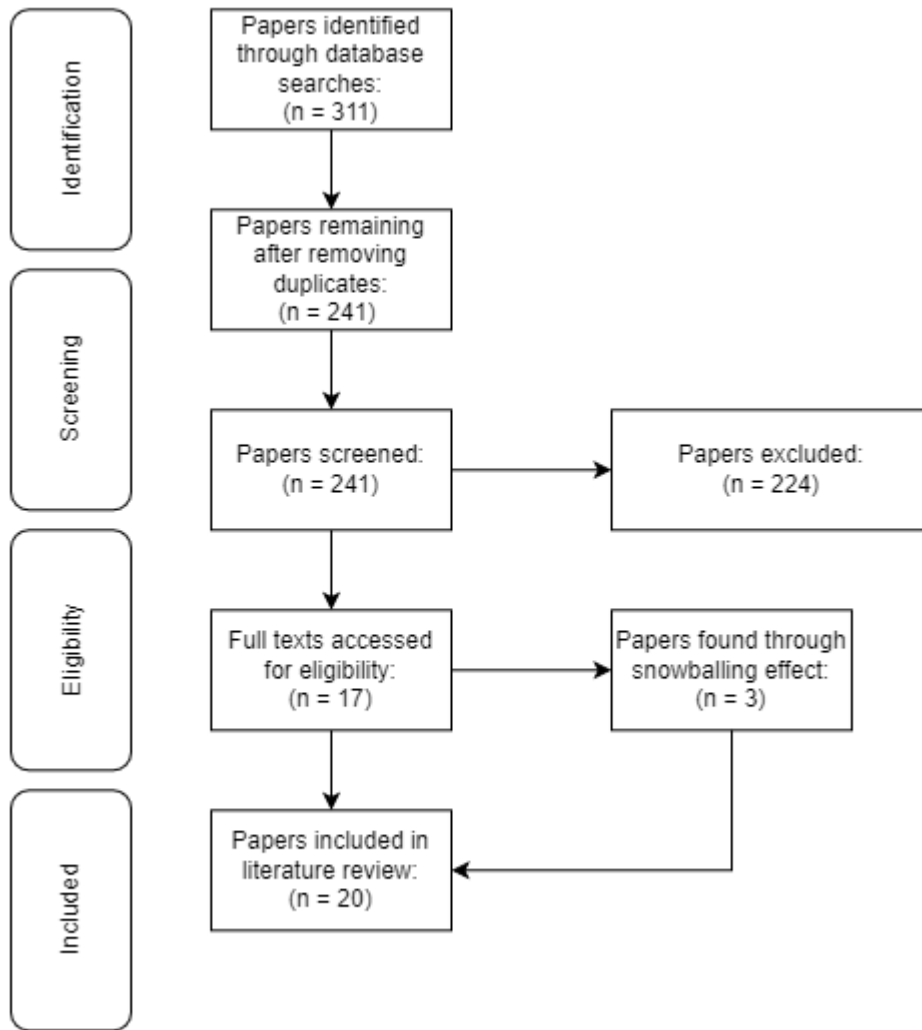 Identification
Papers identified
through database
searches:
(n = 311)
Papers remaining
after removing
duplicates:
(n = 241)
Screening
Papers screened:
(n = 241)
Papers excluded:
(n = 224)
Eligibility
Full texts accessed
for eligibility:
(n = 17)
Papers found through
snowballing effect:
(n = 3)
Included
Papers included in
literature review:
(n = 20)